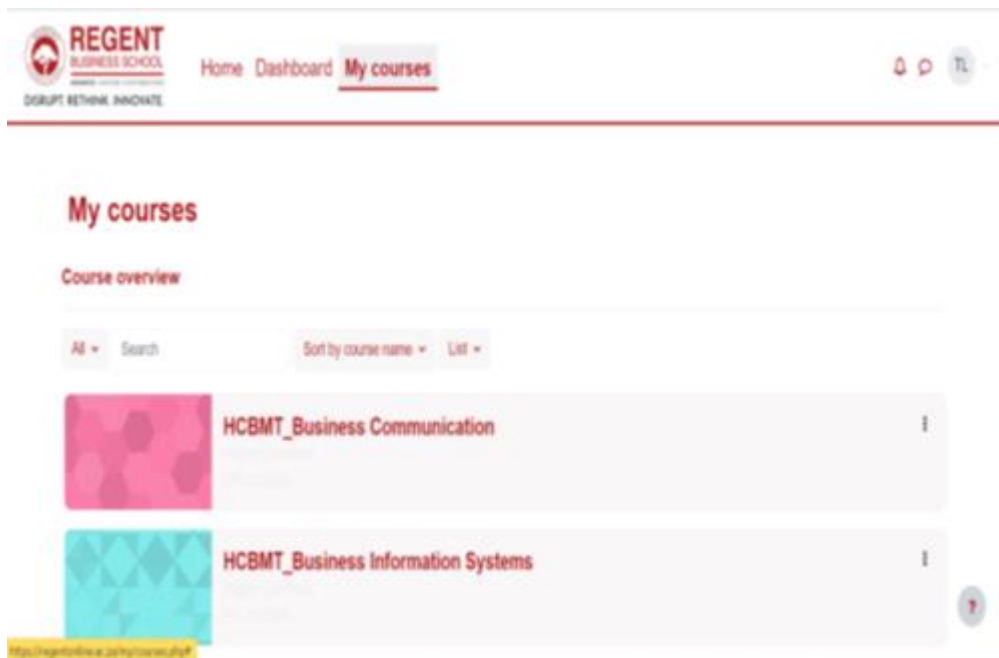 REGENT
BUSINESS SCHOOL
DISRUPT. RETHINK. INNOVATE.
Home Dashboard My courses
TL
My courses
Course overview
All Search Sort by course name List
HCBMT_Business Communication
HCBMT_Business Information Systems
?